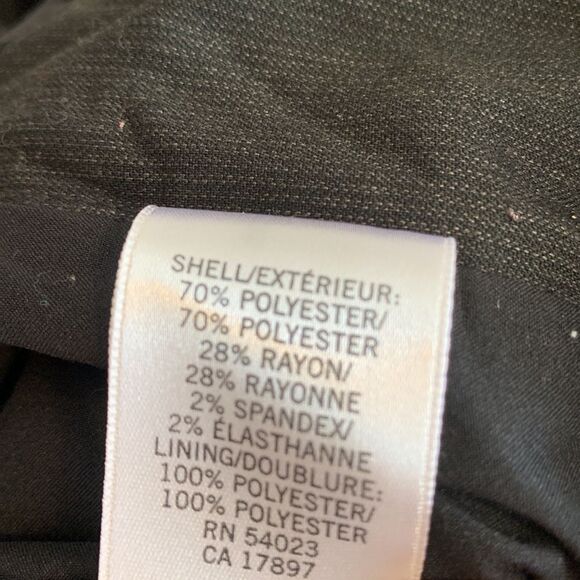 SHELL/EXTÉRIEUR:
70% POLYESTER/
70% POLYESTER
28% RAYON/
28% RAYONNE
2% SPANDEX/
2% ÉLASTHANNE
LINING/DOUBLURE:
100% POLYESTER/
100% POLYESTER
RN 54023
CA 17897